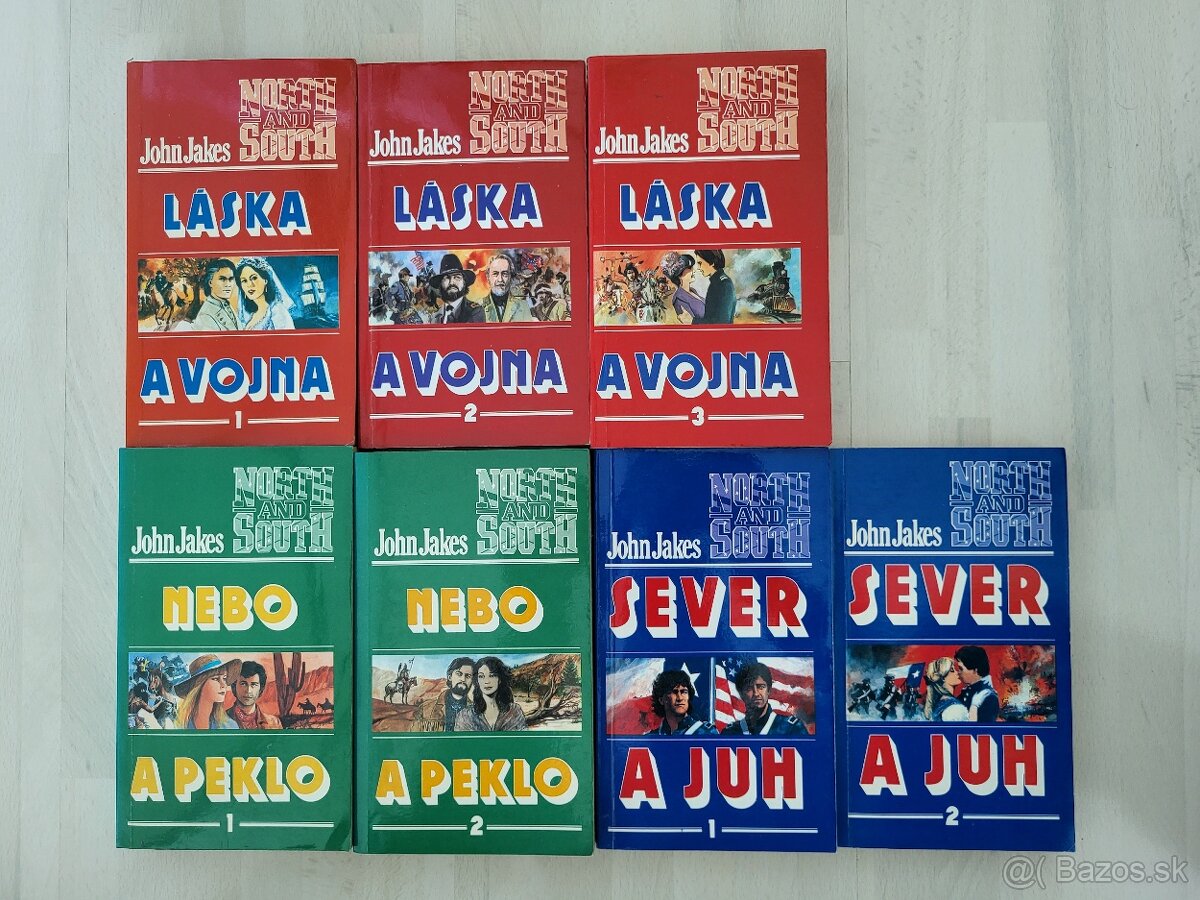 NORTH
AND
SOUTH
John Jakes
LÁSKA
A VOJNA
1
NORTH
AND
SOUTH
John Jakes
LÁSKA
A VOJNA
2
NORTH
AND
SOUTH
John Jakes
LÁSKA
A VOJNA
3
NORTH
AND
SOUTH
John Jakes
NEBO
A PEKLO
1
NORTH
AND
SOUTH
John Jakes
NEBO
A PEKLO
2
NORTH
AND
SOUTH
John Jakes
SEVER
A JUH
1
NORTH
AND
SOUTH
John Jakes
SEVER
A JUH
2
@( Bazos.sk